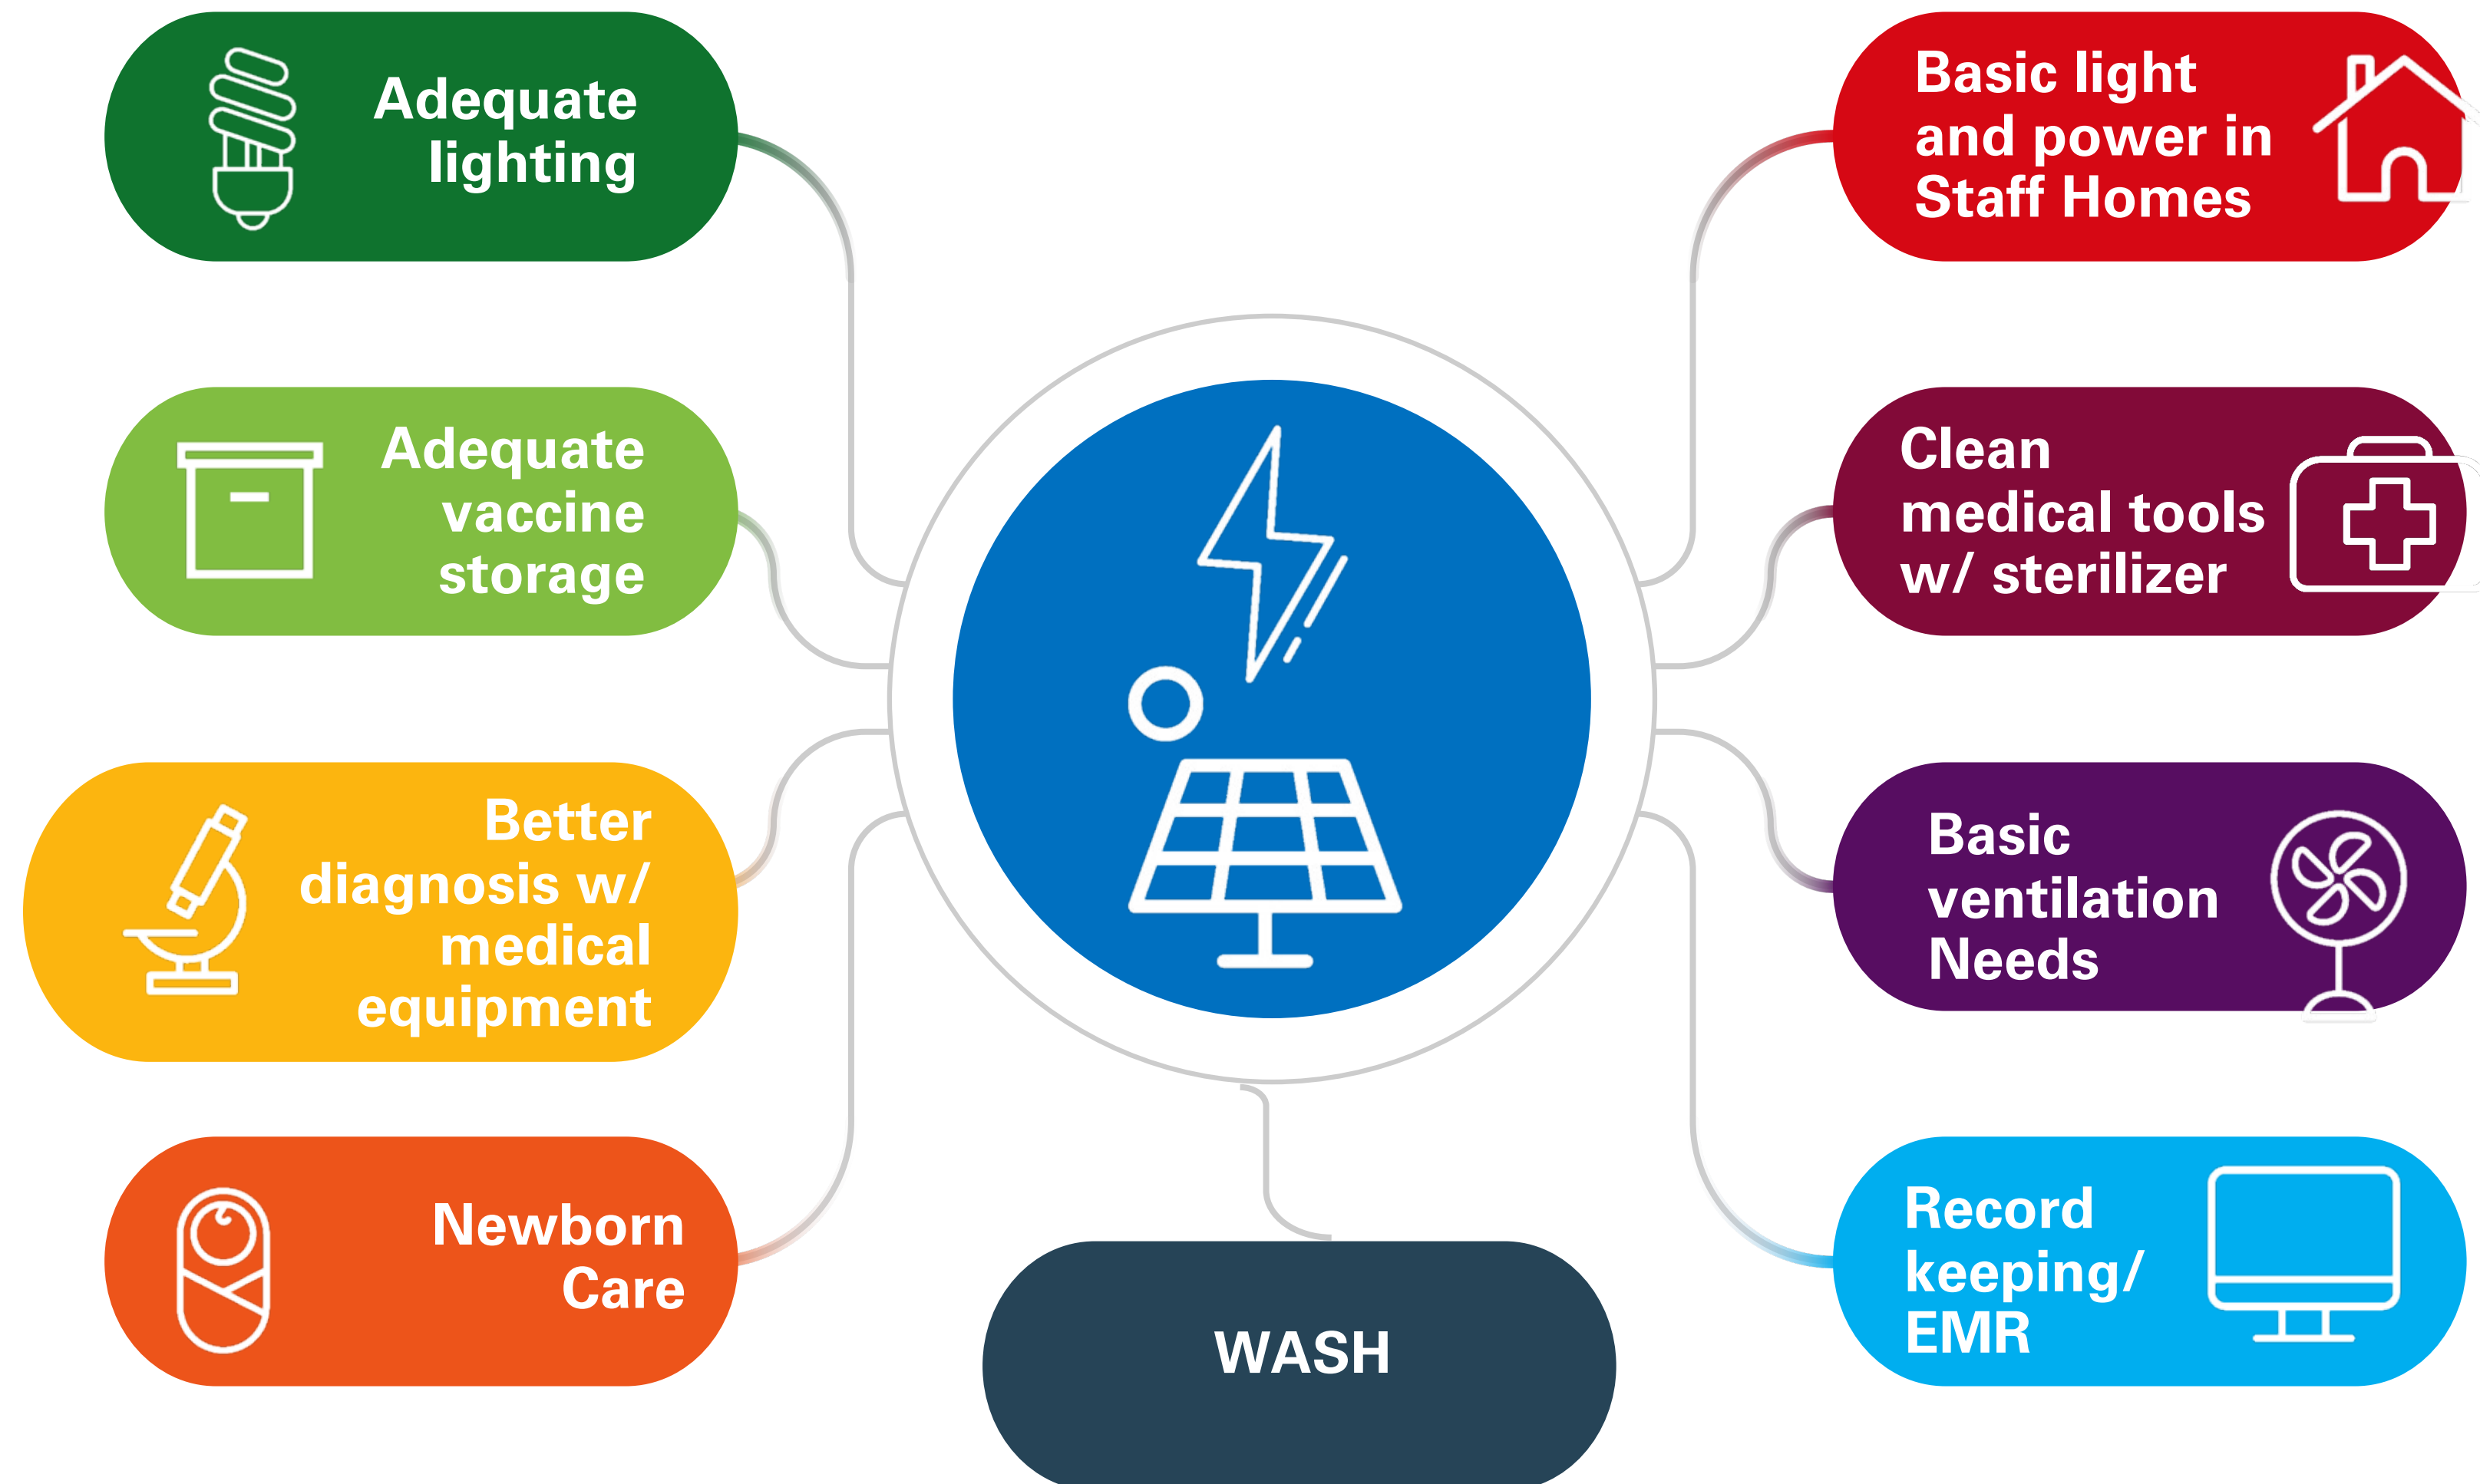 Adequate
lighting
Adequate
vaccine
storage
Better
diagnosis w/
medical
equipment
Newborn
Care
WASH
Basic light
and power in
Staff Homes
Clean
medical tools
w/ sterilizer
Basic
ventilation
Needs
Record
keeping/
EMR